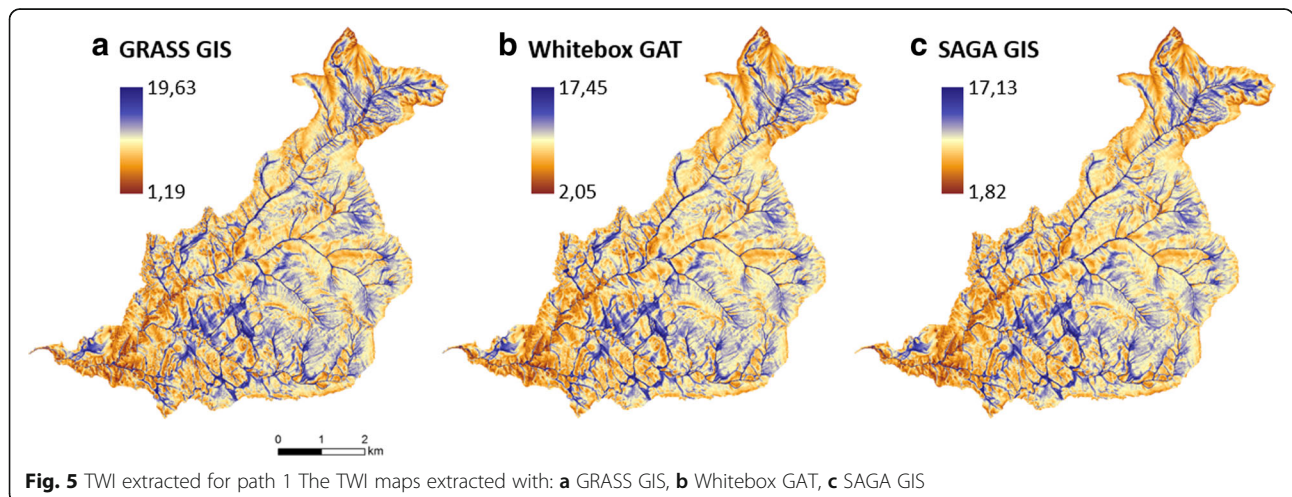 a GRASS GIS
19,63
1,19
b Whitebox GAT
17,45
2,05
c SAGA GIS
17,13
1,82
0 1 2
km
Fig. 5 TWI extracted for path 1 The TWI maps extracted with: a GRASS GIS, b Whitebox GAT, c SAGA GIS